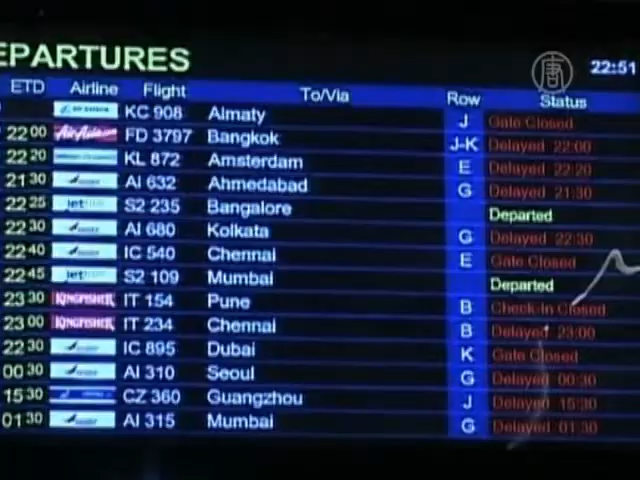 EPARTURES 唐 22:51
ETD Airline Flight To/Via Row Status
KC 908 Almaty J Gate Closed
22 00 AirAsia FD 3797 Bangkok J-K Delayed 22:00
22 20 KL 872 Amsterdam E Delayed 22:20
21 30 AI 632 Ahmedabad G Delayed 21:30
22 25 jet S2 235 Bangalore Departed
22 30 AI 680 Kolkata G Delayed 22:30
22 40 IC 540 Chennai E Gate Closed
22 45 jet S2 109 Mumbai Departed
23 30 KINGFISHER IT 154 Pune B Check-In Closed
23 00 KINGFISHER IT 234 Chennai B Delayed 23:00
22 30 IC 895 Dubai K Gate Closed
00 30 AI 310 Seoul G Delayed 00:30
15 30 CZ 360 Guangzhou J Delayed 15:30
01 30 AI 315 Mumbai G Delayed 01:30